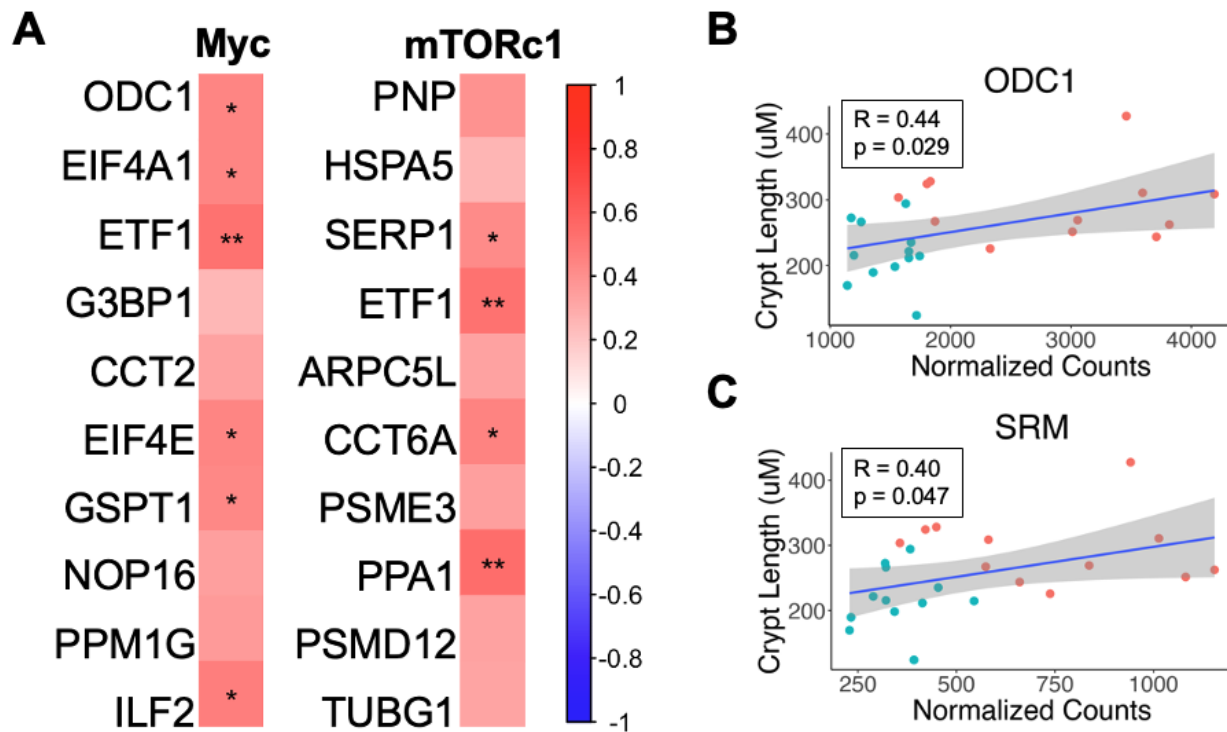 A
Myc
mTORc1
ODC1 *
EIF4A1 *
ETF1 **
G3BP1
CCT2
EIF4E *
GSPT1 *
NOP16
PPM1G
ILF2 *
PNP
HSPA5
SERP1 *
ETF1 **
ARPC5L
CCT6A *
PSME3
PPA1 **
PSMD12
TUBG1
1
0.8
0.6
0.4
0.2
0
-0.2
-0.4
-0.6
-0.8
-1
B
ODC1
R = 0.44
p = 0.029
Crypt Length (uM)
400
300
200
1000 2000 3000 4000
Normalized Counts
C
SRM
R = 0.40
p = 0.047
Crypt Length (uM)
400
300
200
250 500 750 1000
Normalized Counts